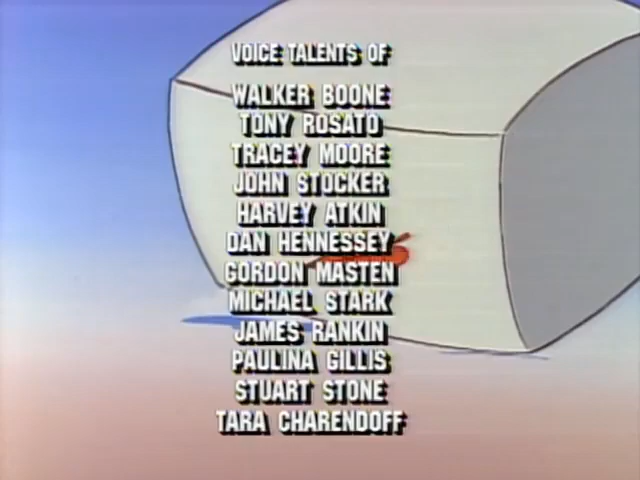 VOICE TALENTS OF
WALKER BOONE
TONY ROSATO
TRACEY MOORE
JOHN STOCKER
HARVEY ATKIN
DAN HENNESSEY
GORDON MASTEN
MICHAEL STARK
JAMES RANKIN
PAULINA GILLIS
STUART STONE
TARA CHARENDOFF